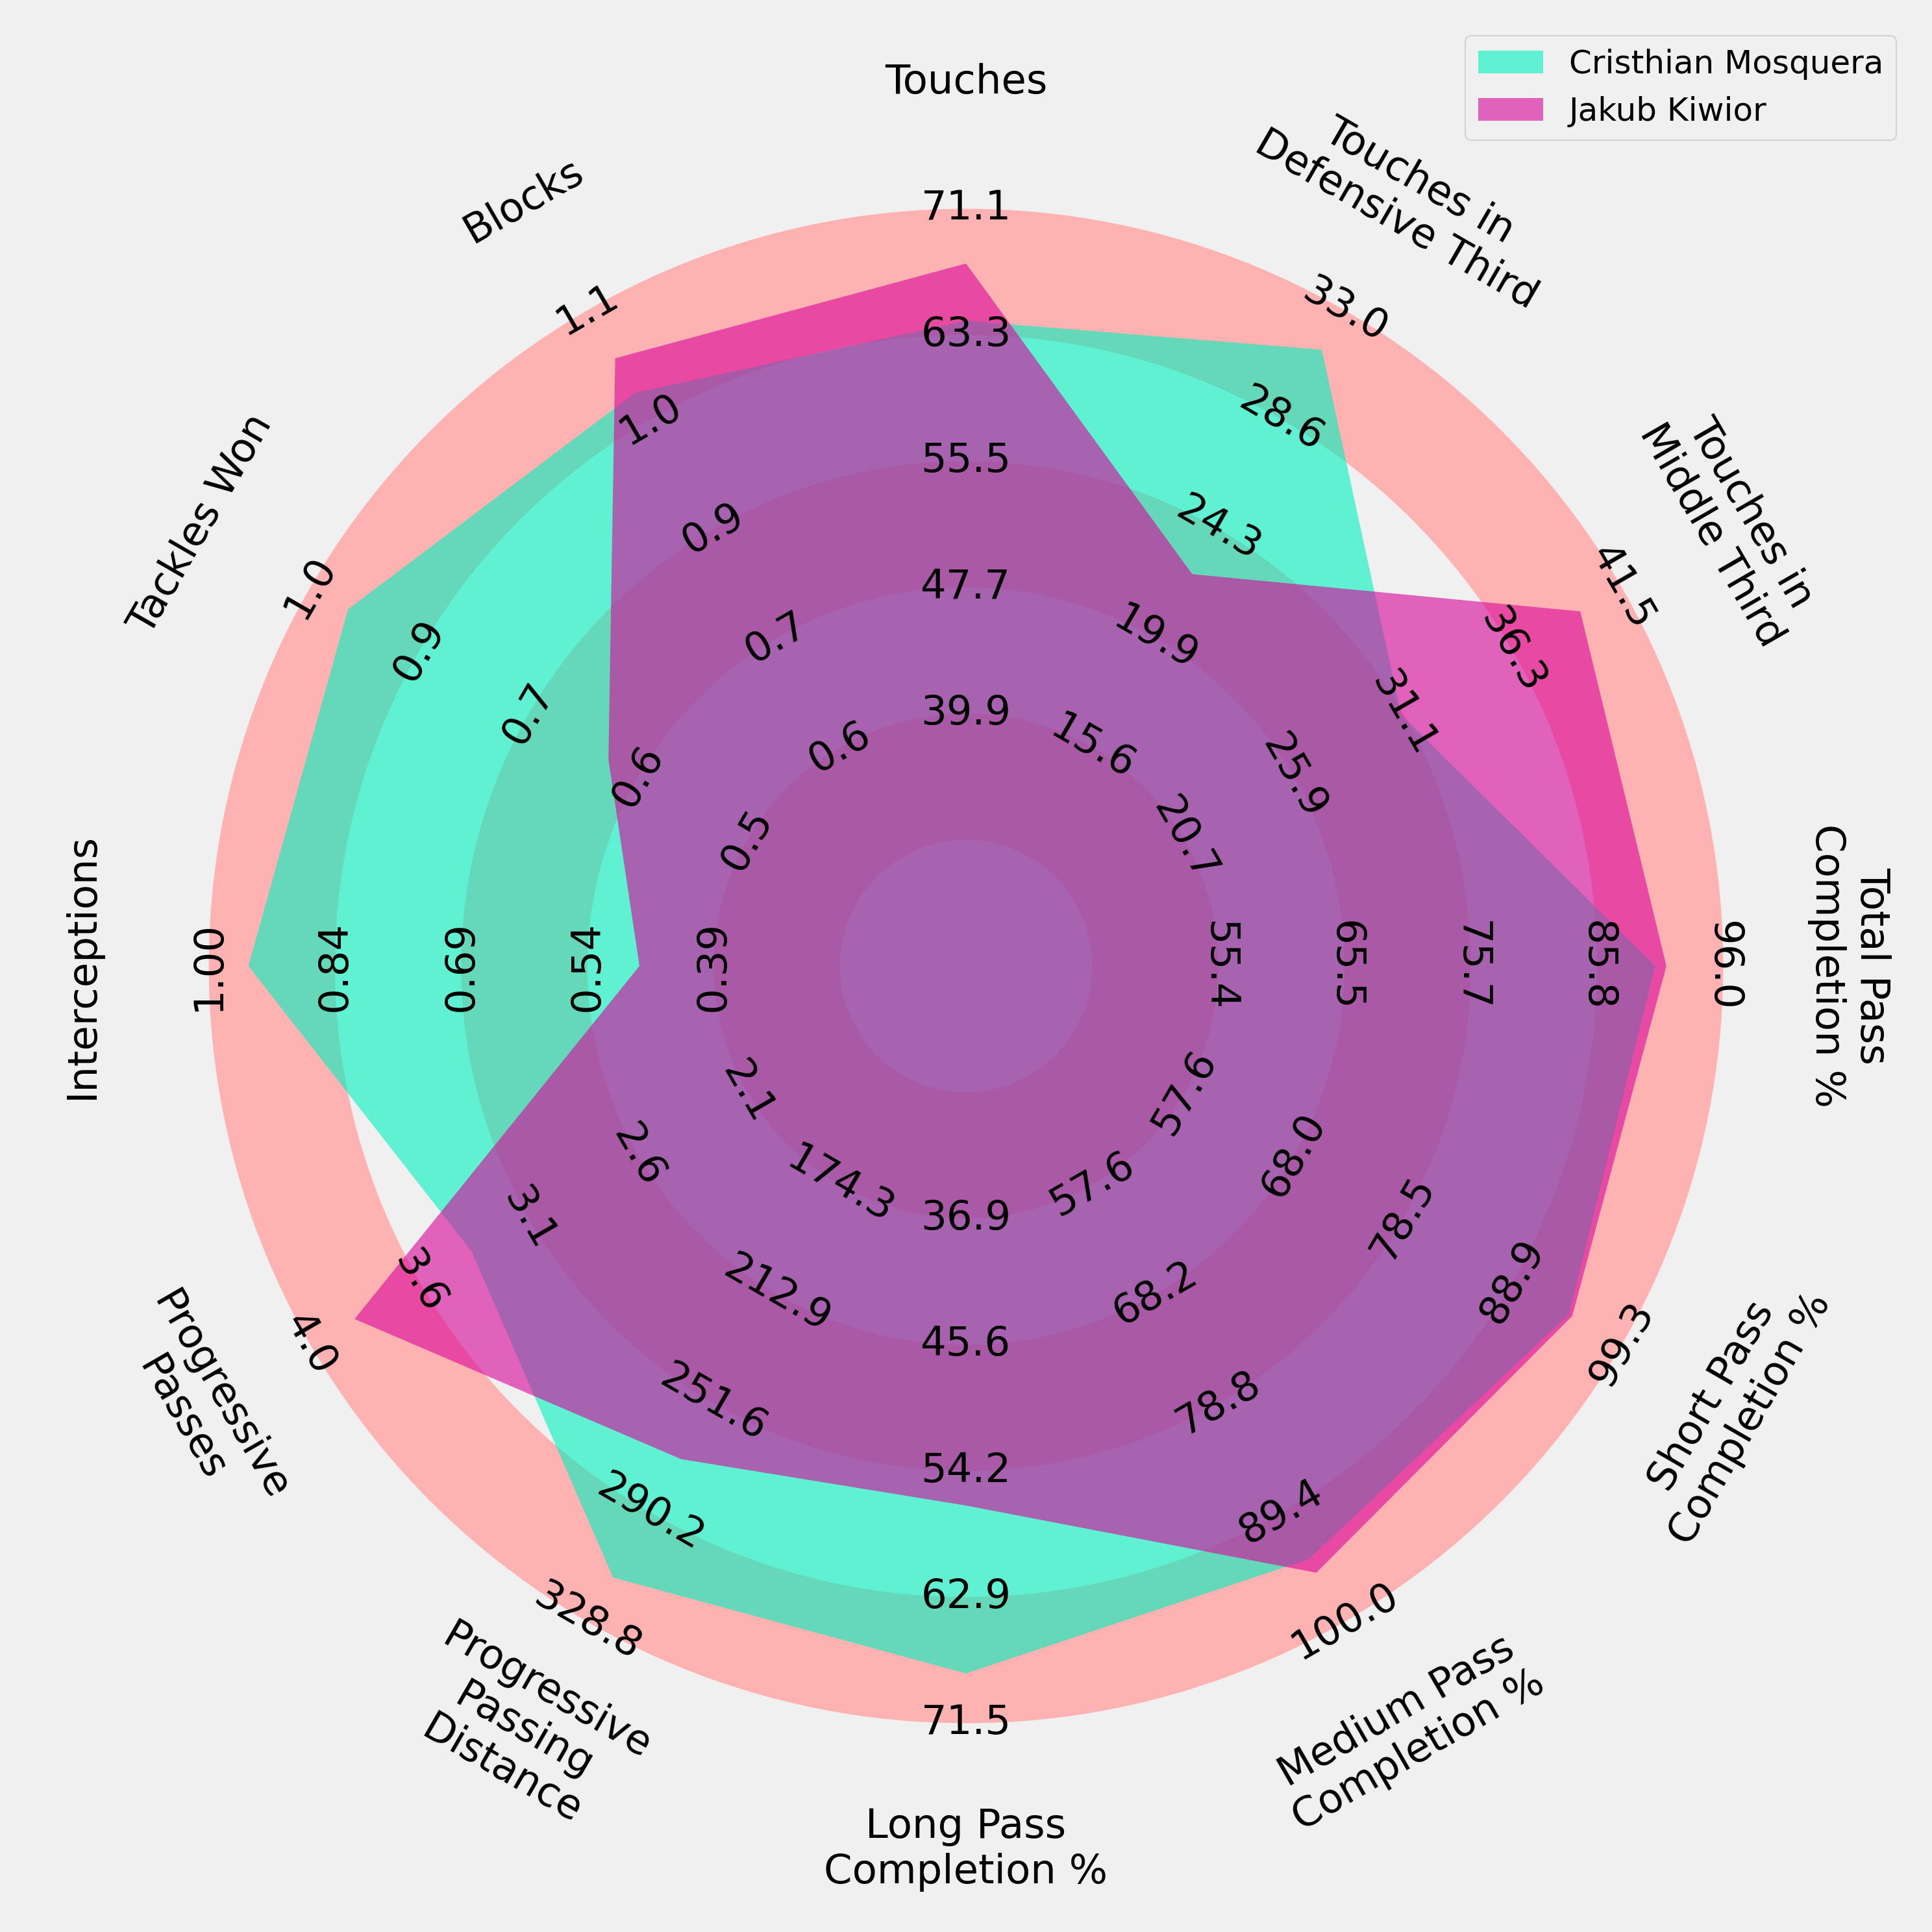 Cristhian Mosquera
Jakub Kiwior
Touches
71.1
63.3
55.5
47.7
39.9
Touches in
Defensive Third
33.0
28.6
24.3
19.9
15.6
Touches in
Middle Third
41.5
36.3
31.1
25.9
20.7
Total Pass
Completion %
96.0
85.8
75.7
65.5
55.4
Short Pass
Completion %
99.3
88.9
78.5
68.0
57.6
Medium Pass
Completion %
100.0
89.4
78.8
68.2
57.6
Long Pass
Completion %
71.5
62.9
54.2
45.6
36.9
Progressive
Passing
Distance
328.8
290.2
251.6
212.9
174.3
Progressive
Passes
4.0
3.6
3.1
2.6
2.1
Interceptions
1.00
0.84
0.69
0.54
0.39
Tackles Won
1.0
0.9
0.7
0.6
0.5
Blocks
1.1
1.0
0.9
0.7
0.6